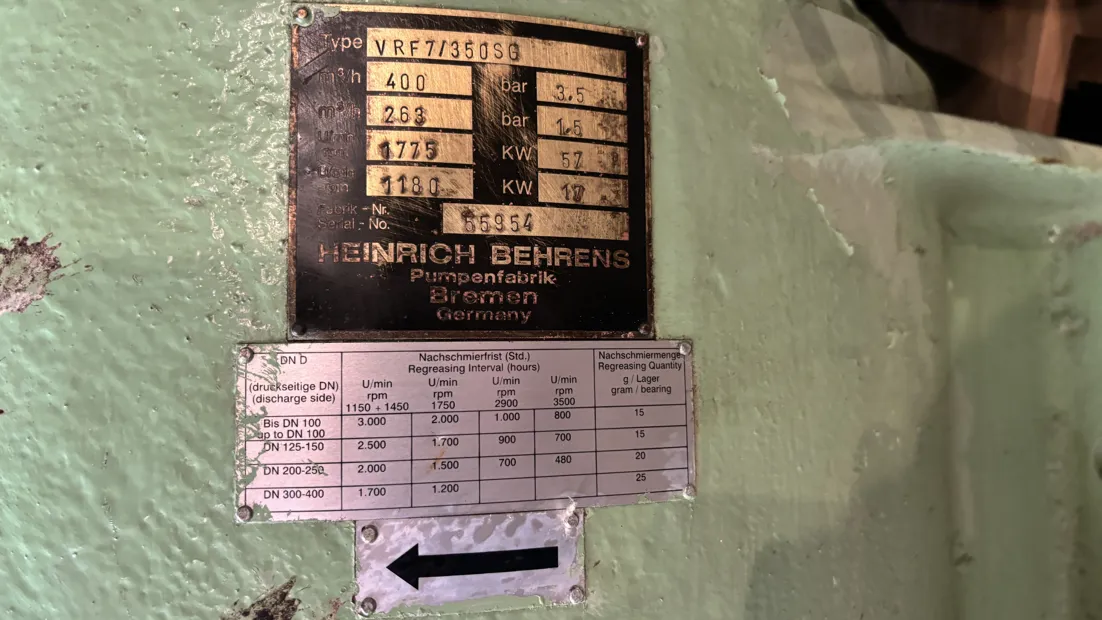 Type VRF7/350SG
m³/h 400 bar 3.5
m³/h 263 bar 1.5
U/min 1775 KW 57
1180 KW 17
Fabrik - Nr.
Serial - No. 55954
HEINRICH BEHRENS
Pumpenfabrik
Bremen
Germany
DN D Nachschmierfrist (Std.) Nachschmiermenge
Regreasing Interval (hours) Regreasing Quantity
(druckseitige DN) U/min U/min U/min U/min g / Lager
(discharge side) rpm rpm rpm rpm gram / bearing
1150 + 1450 1750 2900 3500
Bis DN 100 3.000 2.000 1.000 800 15
up to DN 100
DN 125-150 2.500 1.700 900 700 15
DN 200-250 2.000 1.500 700 480 20
DN 300-400 1.700 1.200 25